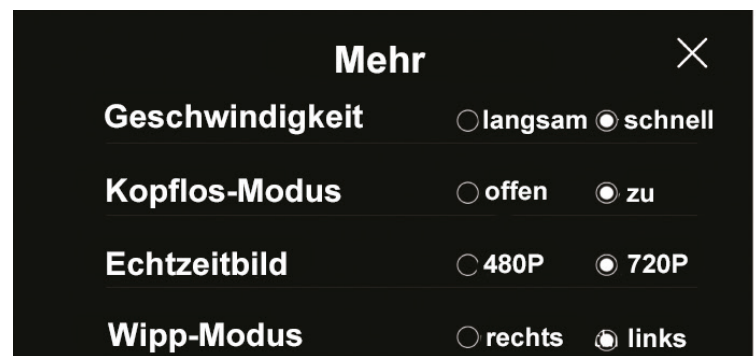 Mehr
Geschwindigkeit langsam schnell
Kopflos-Modus offen zu
Echtzeitbild 480P 720P
Wipp-Modus rechts links